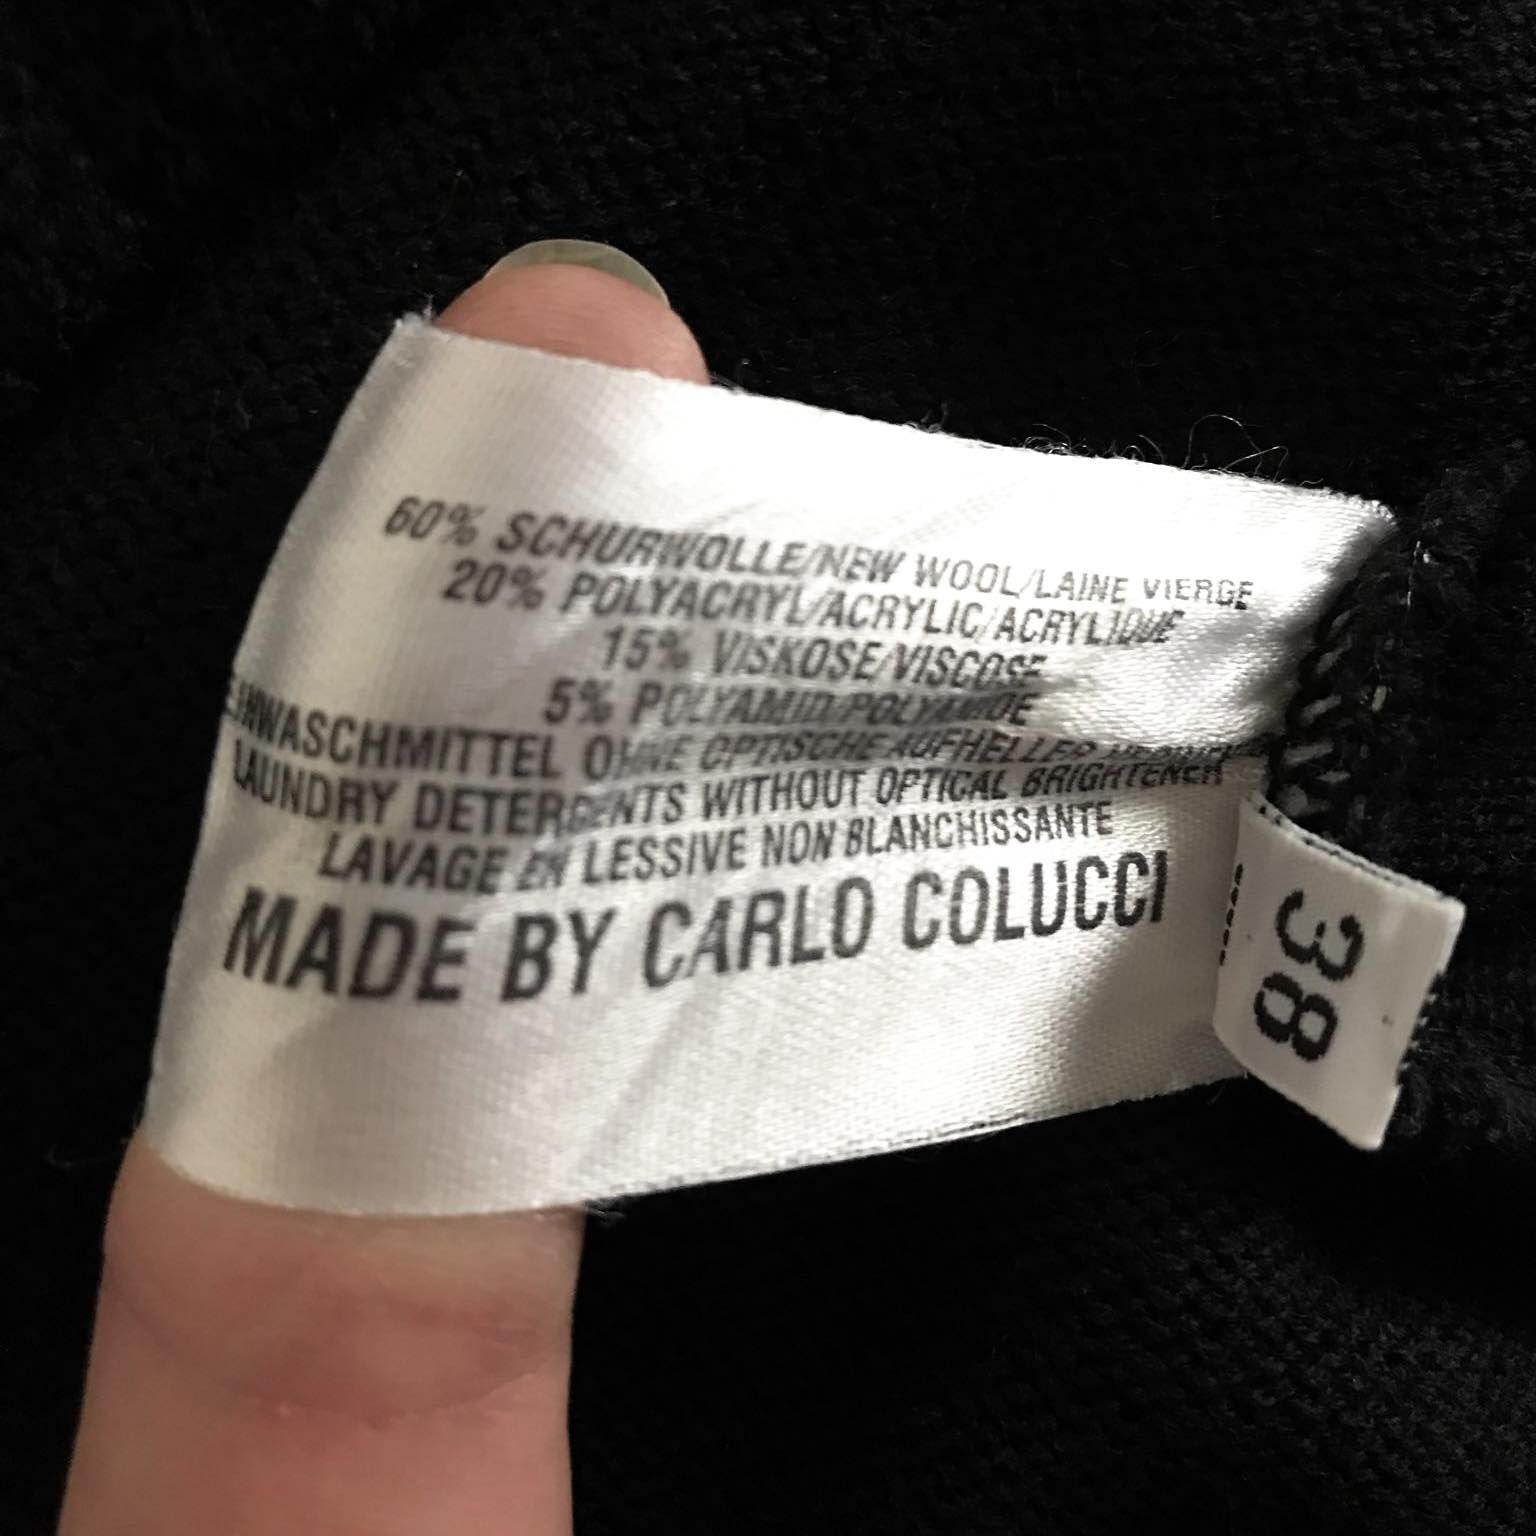 60% SCHURWOLLE/NEW WOOL/LAINE VIERGE
20% POLYACRYL/ACRYLIC/ACRYLIQUE
15% VISKOSE/VISCOSE
5% POLYAMID/POLYAMIDE
INWASCHMITTEL OHNE OPTISCHE AUFHELLER
LAUNDRY DETERGENTS WITHOUT OPTICAL BRIGHTENER
LAVAGE EN LESSIVE NON BLANCHISSANTE
MADE BY CARLO COLUCCI
38